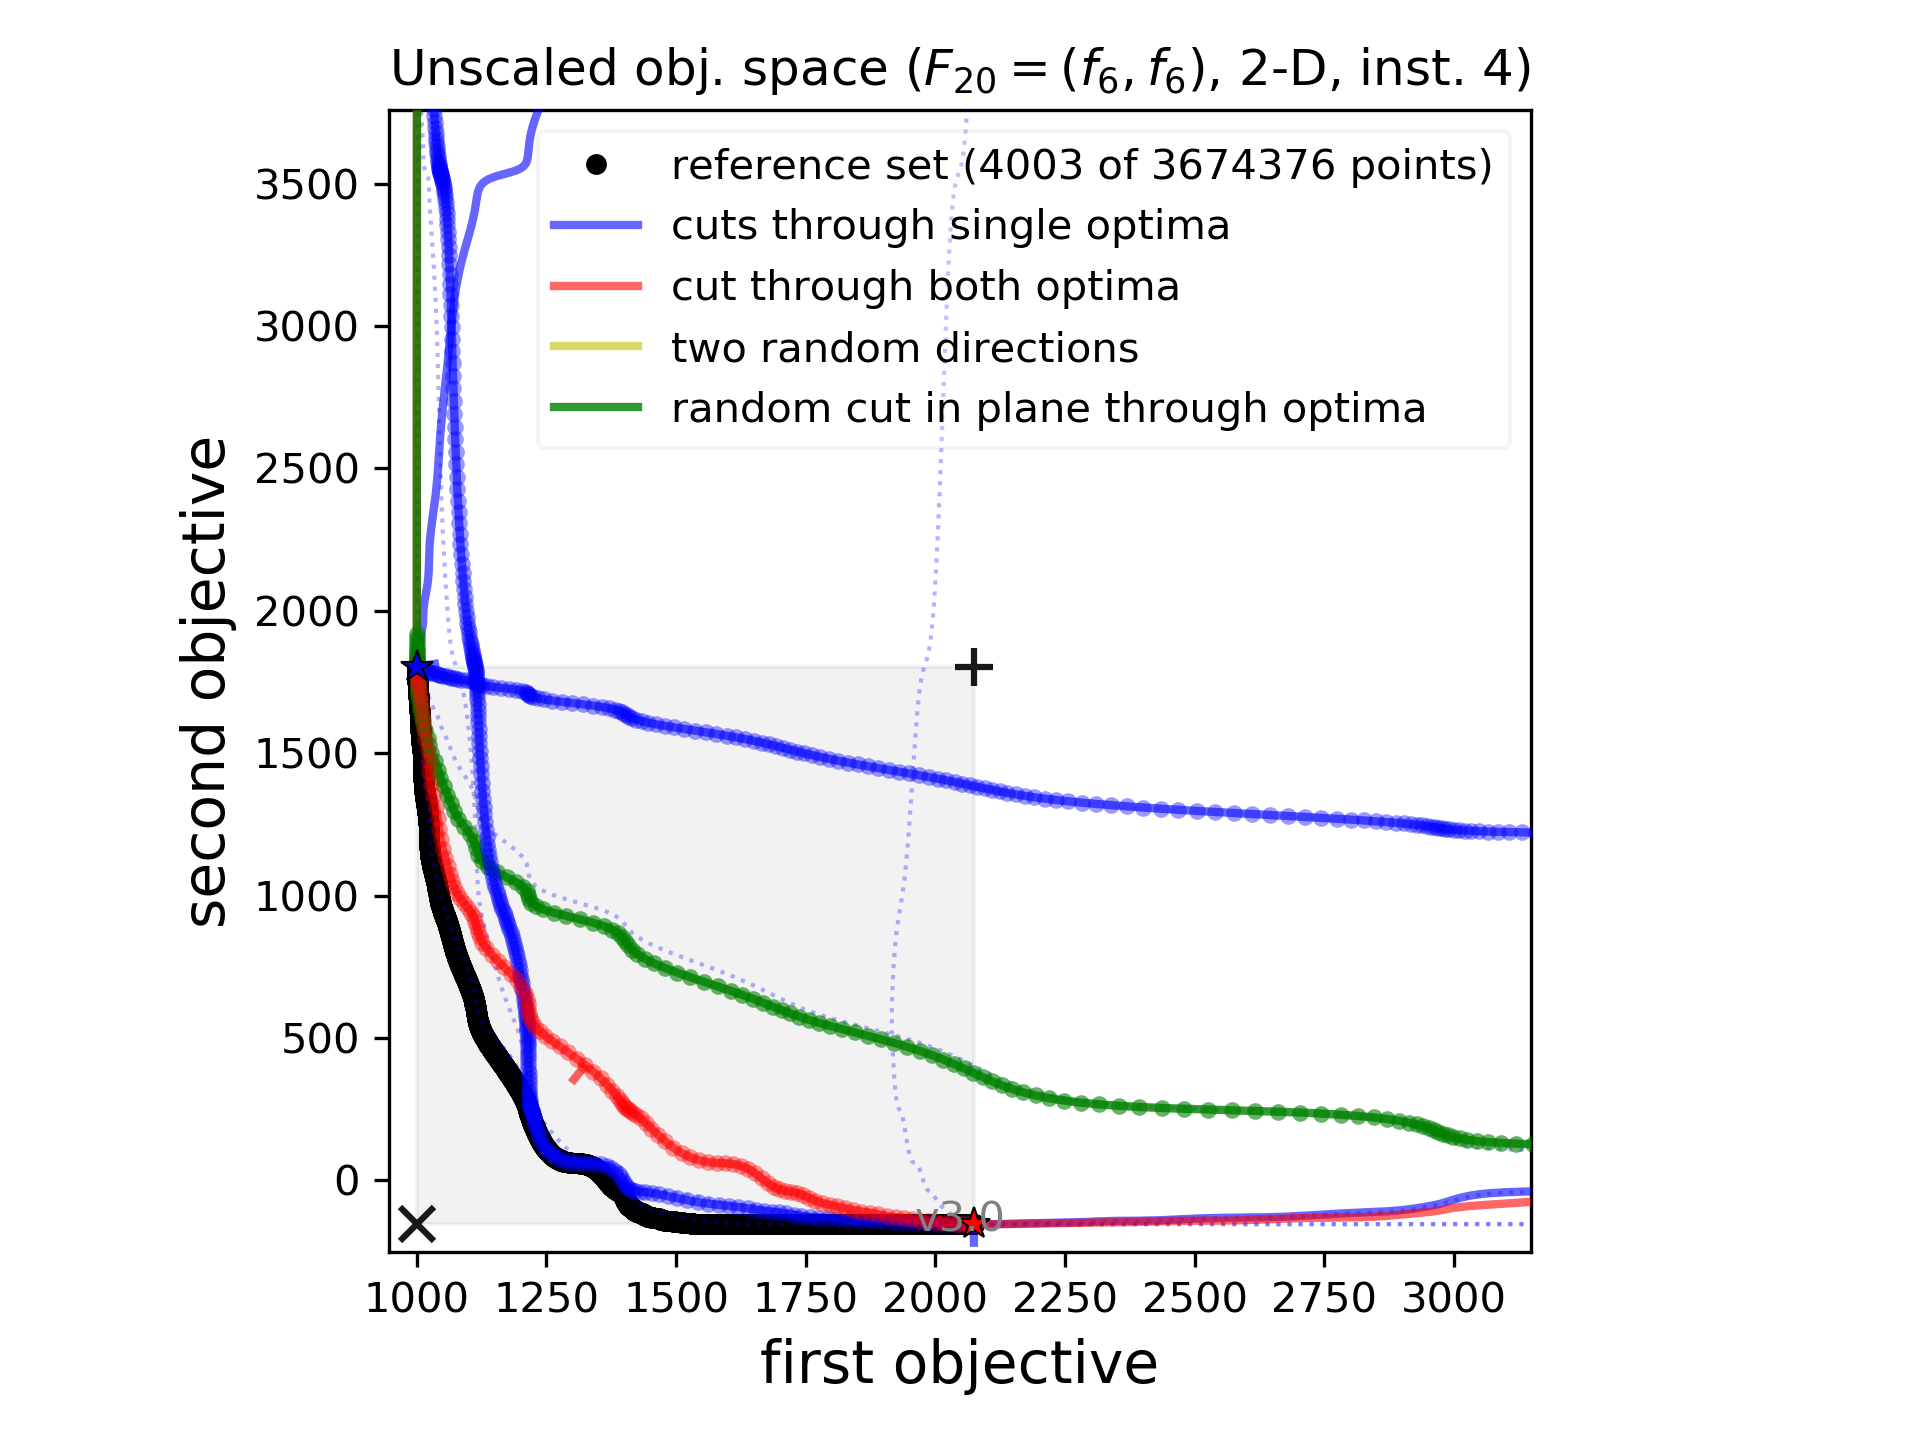 Unscaled obj. space (F₂₀ = (f₆, f₆), 2-D, inst. 4)
reference set (4003 of 3674376 points)
cuts through single optima
cut through both optima
two random directions
random cut in plane through optima
second objective
3500
3000
2500
2000
1500
1000
500
0
v3.0
1000 1250 1500 1750 2000 2250 2500 2750 3000
first objective